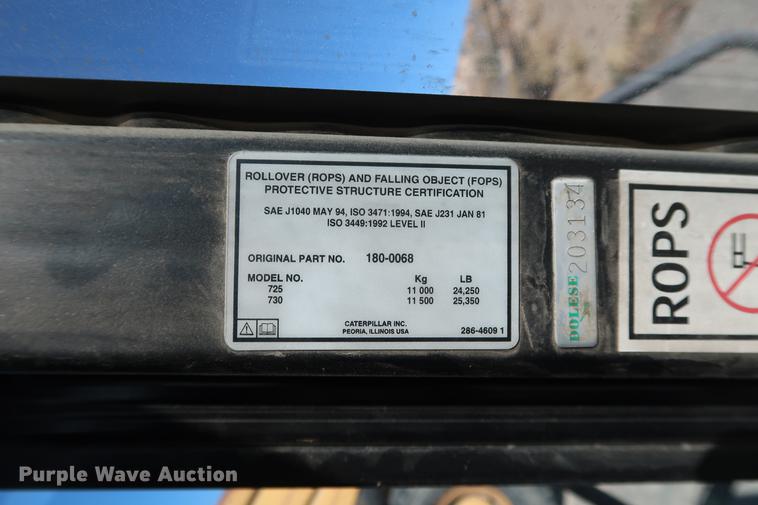 ROLLOVER (ROPS) AND FALLING OBJECT (FOPS)
PROTECTIVE STRUCTURE CERTIFICATION
SAE J1040 MAY 94, ISO 3471:1994, SAE J231 JAN 81
ISO 3449:1992 LEVEL II
ORIGINAL PART NO. 180-0068
MODEL NO. Kg LB
725 11 000 24,250
730 11 500 25,350
CATERPILLAR INC.
PEORIA, ILLINOIS USA
286-4609 1
DOLESE 203134
ROPS
Purple Wave Auction